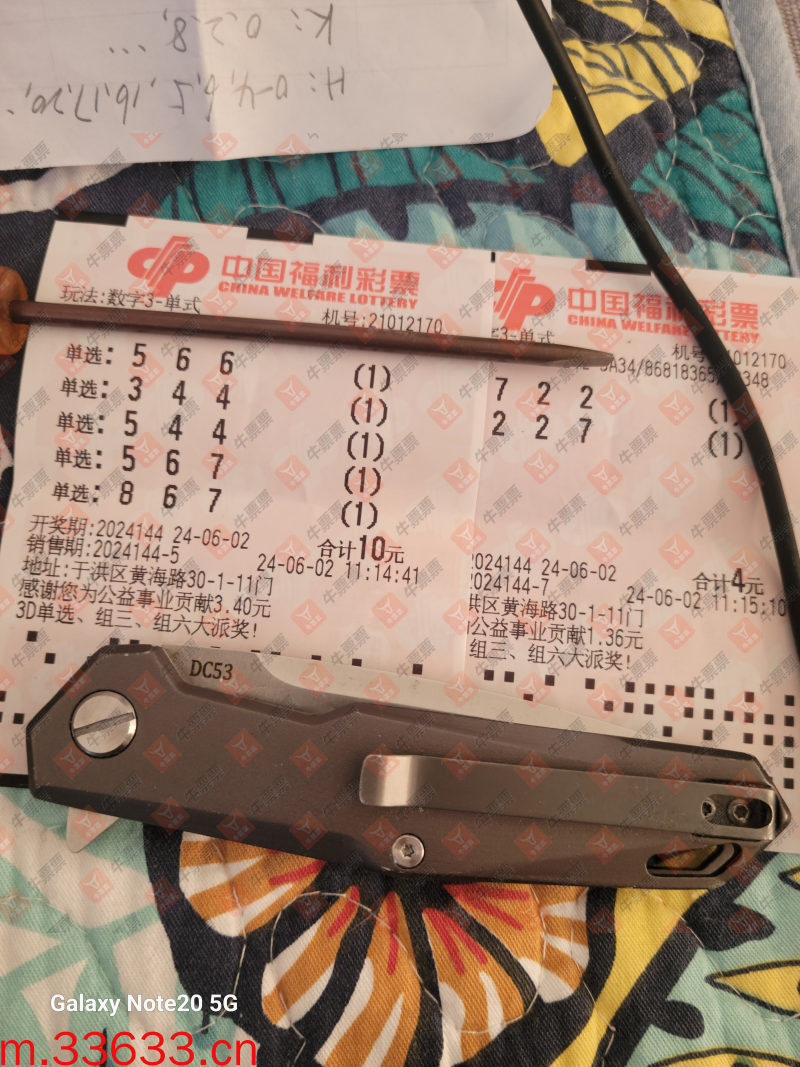 K: 0,2,8, ...
H: 0-4,
中国福利彩票
CHINA WELFARE LOTTERY
玩法:数字3-单式
机号:21012170
单选: 5 6 6 (1)
单选: 3 4 4 (1)
单选: 5 4 4 (1)
单选: 5 6 7 (1)
单选: 8 6 7 (1)
开奖期:2024144 24-06-02 合计10元
销售期:2024144-5 24-06-02 11:14:41
地址:于洪区黄海路30-1-11门
感谢您为公益事业贡献3.40元
3D单选、组三、组六大派奖!
中国福利彩票
CHINA WELFARE LOTTERY
字3-单式
机号 1012170
A34/86818365/ 348
7 2 2 (1)
2 2 7 (1)
2024144 24-06-02 合计4元
2024144-7 24-06-02 11:15:10
洪区黄海路30-1-11门
公益事业贡献1.36元
组三、组六大派奖!
DC53
牛票票
Galaxy Note20 5G
m.33633.cn